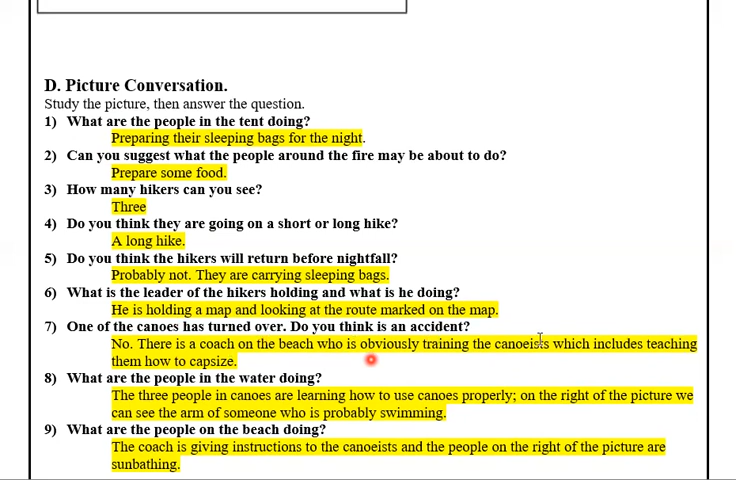 D. Picture Conversation.
Study the picture, then answer the question.
1) What are the people in the tent doing?
Preparing their sleeping bags for the night.
2) Can you suggest what the people around the fire may be about to do?
Prepare some food.
3) How many hikers can you see?
Three
4) Do you think they are going on a short or long hike?
A long hike.
5) Do you think the hikers will return before nightfall?
Probably not. They are carrying sleeping bags.
6) What is the leader of the hikers holding and what is he doing?
He is holding a map and looking at the route marked on the map.
7) One of the canoes has turned over. Do you think is an accident?
No. There is a coach on the beach who is obviously training the canoeists which includes teaching
them how to capsize.
8) What are the people in the water doing?
The three people in canoes are learning how to use canoes properly; on the right of the picture we
can see the arm of someone who is probably swimming.
9) What are the people on the beach doing?
The coach is giving instructions to the canoeists and the people on the right of the picture are
sunbathing.